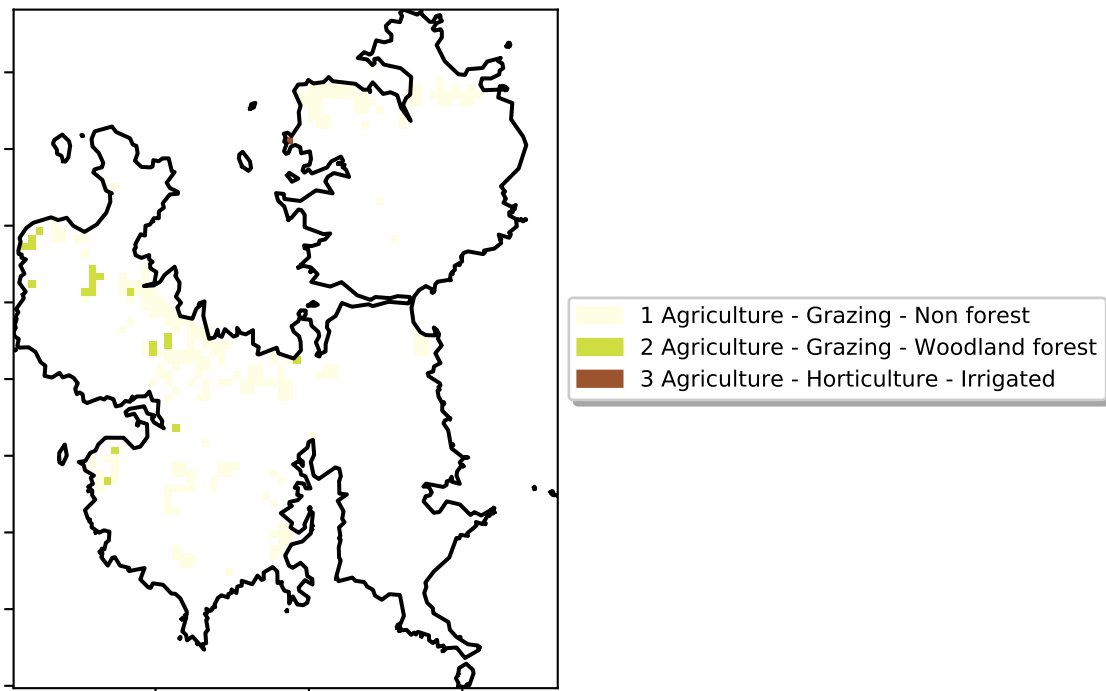 1 Agriculture - Grazing - Non forest
2 Agriculture - Grazing - Woodland forest
3 Agriculture - Horticulture - Irrigated